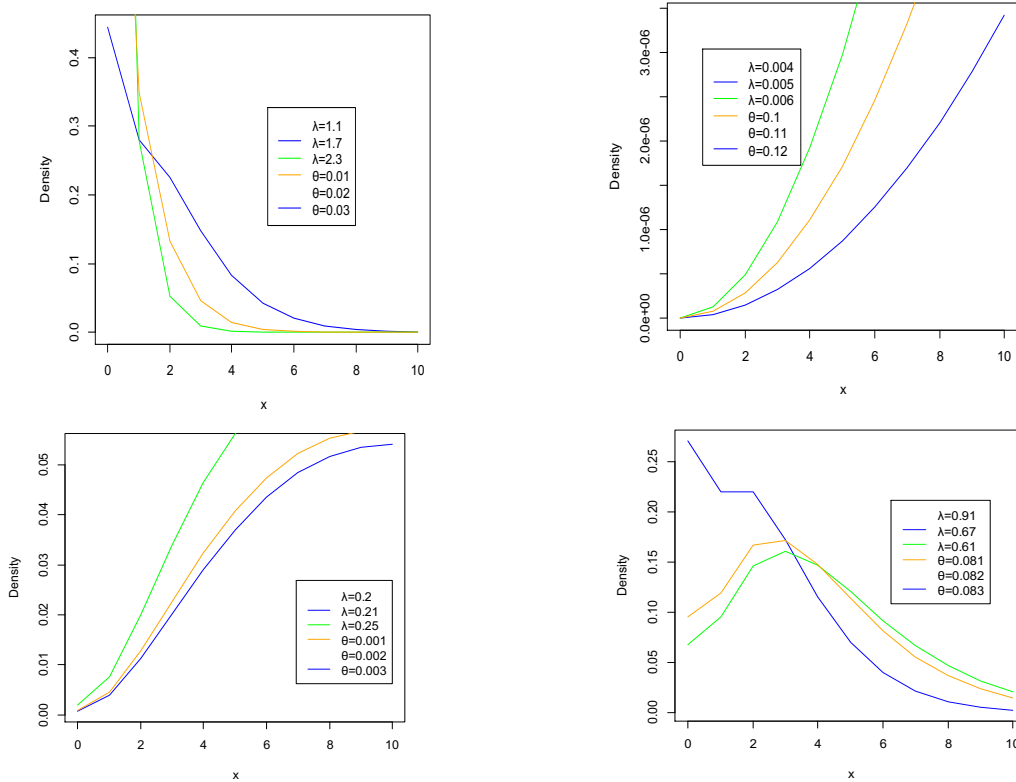 Density
0.0 0.1 0.2 0.3 0.4
λ=1.1
λ=1.7
λ=2.3
θ=0.01
θ=0.02
θ=0.03
0 2 4 6 8 10
x
Density
0.0e+00 1.0e-06 2.0e-06 3.0e-06
λ=0.004
λ=0.005
λ=0.006
θ=0.1
θ=0.11
θ=0.12
0 2 4 6 8 10
x
Density
0.00 0.01 0.02 0.03 0.04 0.05
λ=0.2
λ=0.21
λ=0.25
θ=0.001
θ=0.002
θ=0.003
0 2 4 6 8 10
x
Density
0.00 0.05 0.10 0.15 0.20 0.25
λ=0.91
λ=0.67
λ=0.61
θ=0.081
θ=0.082
θ=0.083
0 2 4 6 8 10
x